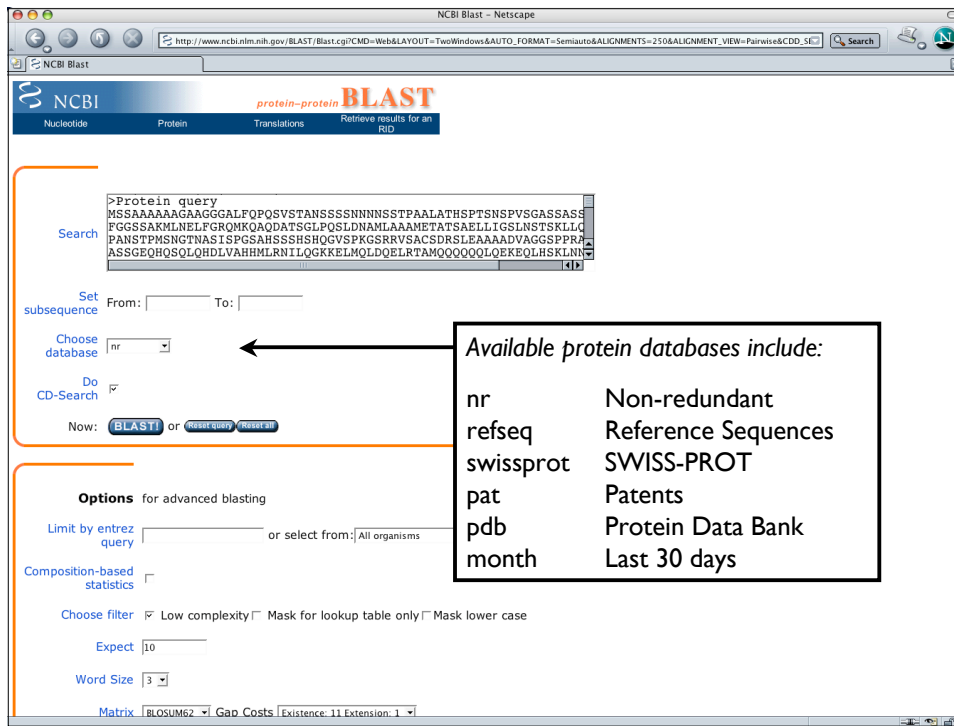 NCBI Blast – Netscape
http://www.ncbi.nlm.nih.gov/BLAST/Blast.cgi?CMD=Web&LAYOUT=TwoWindows&AUTO_FORMAT=Semiauto&ALIGNMENTS=250&ALIGNMENT_VIEW=Pairwise&CDD_SE
Search
N
NCBI Blast
NCBI
protein-protein BLAST
Nucleotide Protein Translations Retrieve results for an RID
>Protein query
MSSAAAAAAGAAGGGALFQPQSVSTANSSSSNNNNSSTPAALATHSPTSNSPVSGASSASS
FGGSSAKMLNELFGRQMKQAQDATSGLPQSLDNAMLAAAMETATSAELLIGSLNSTSKLLQ
Search
PANSTPMSNGTNASISPGSAHSSSHSHQGVSPKGSRRVSACSDRSLEAAAADVAGGSPPRA
ASSGEQHQSQLQHDLVAHHMLRNILQGKKELMQLDQELRTAMQQQQQLQEKEQLHSKLNN
Set subsequence From: To:
Choose database nr
Do CD-Search
Now: BLAST! or Reset query Reset all
Available protein databases include:
nr Non-redundant
refseq Reference Sequences
swissprot SWISS-PROT
pat Patents
pdb Protein Data Bank
month Last 30 days
Options for advanced blasting
Limit by entrez query or select from: All organisms
Composition-based statistics
Choose filter Low complexity Mask for lookup table only Mask lower case
Expect 10
Word Size 3
Matrix BLOSUM62 Gap Costs Existence: 11 Extension: 1